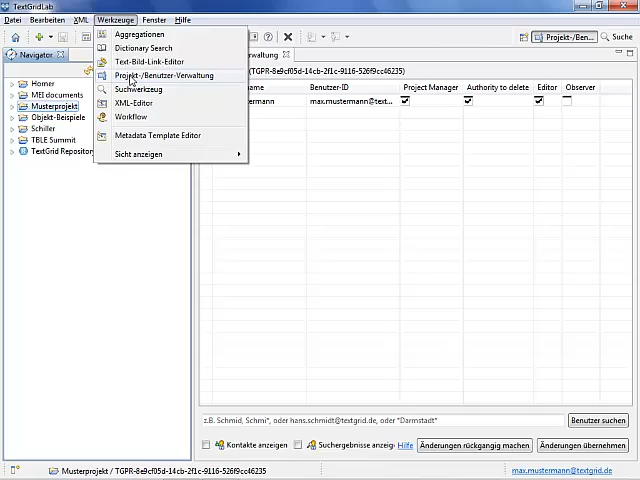 TextGridLab
Datei Bearbeiten XML Werkzeuge Fenster Hilfe
Projekt-/Ben... Suche
Navigator
Aggregationen
Dictionary Search
Text-Bild-Link-Editor
Projekt-/Benutzer-Verwaltung
Suchwerkzeug
XML-Editor
Workflow
Metadata Template Editor
Sicht anzeigen
Homer
MEI documents
Musterprojekt
Objekt-Beispiele
Schiller
TBLE Summit
TextGrid Repository
waltung
(TGPR-8e9cf05d-14cb-2f1c-9116-526f9cc46235)
name Benutzer-ID Project Manager Authority to delete Editor Observer
ermann max.mustermann@text...
z.B. Schmid, Schmi*, oder hans.schmidt@textgrid.de, oder "Darmstadt" Benutzer suchen
Kontakte anzeigen Suchergebnisse anzeig Hilfe Änderungen rückgängig machen Änderungen übernehmen
Musterprojekt / TGPR-8e9cf05d-14cb-2f1c-9116-526f9cc46235 max.mustermann@textgrid.de